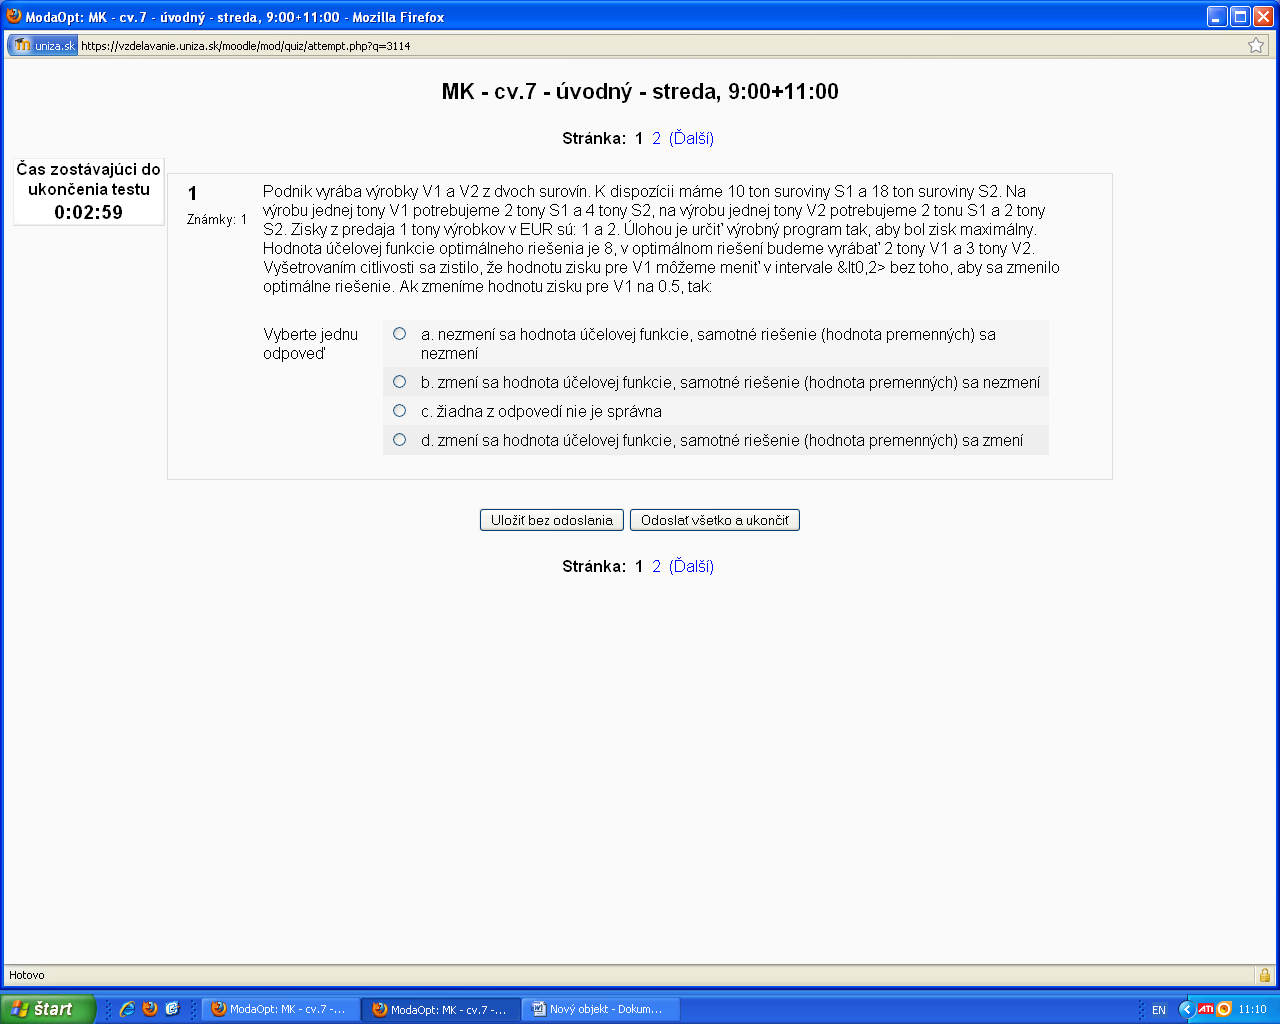 ModaOpt: MK - cv.7 - úvodný - streda, 9:00+11:00 - Mozilla Firefox
uniza.sk https://vzdelavanie.uniza.sk/moodle/mod/quiz/attempt.php?q=3114
MK - cv.7 - úvodný - streda, 9:00+11:00
Stránka: 1 2 (Ďalší)
Čas zostávajúci do
ukončenia testu
0:02:59
1
Známky: 1
Podnik vyrába výrobky V1 a V2 z dvoch surovín. K dispozícii máme 10 ton suroviny S1 a 18 ton suroviny S2. Na
výrobu jednej tony V1 potrebujeme 2 tony S1 a 4 tony S2, na výrobu jednej tony V2 potrebujeme 2 tonu S1 a 2 tony
S2. Zisky z predaja 1 tony výrobkov v EUR sú: 1 a 2. Úlohou je určiť výrobný program tak, aby bol zisk maximálny.
Hodnota účelovej funkcie optimálneho riešenia je 8, v optimálnom riešení budeme vyrábať 2 tony V1 a 3 tony V2.
Vyšetrovaním citlivosti sa zistilo, že hodnotu zisku pre V1 môžeme meniť v intervale &lt0,2> bez toho, aby sa zmenilo
optimálne riešenie. Ak zmeníme hodnotu zisku pre V1 na 0.5, tak:
Vyberte jednu
odpoveď
a. nezmení sa hodnota účelovej funkcie, samotné riešenie (hodnota premenných) sa
nezmení
b. zmení sa hodnota účelovej funkcie, samotné riešenie (hodnota premenných) sa nezmení
c. žiadna z odpovedí nie je správna
d. zmení sa hodnota účelovej funkcie, samotné riešenie (hodnota premenných) sa zmení
Uložiť bez odoslania Odoslať všetko a ukončiť
Stránka: 1 2 (Ďalší)
Hotovo
štart ModaOpt: MK - cv.7 -... ModaOpt: MK - cv.7 -... Nový objekt - Dokum... EN ATI 11:10